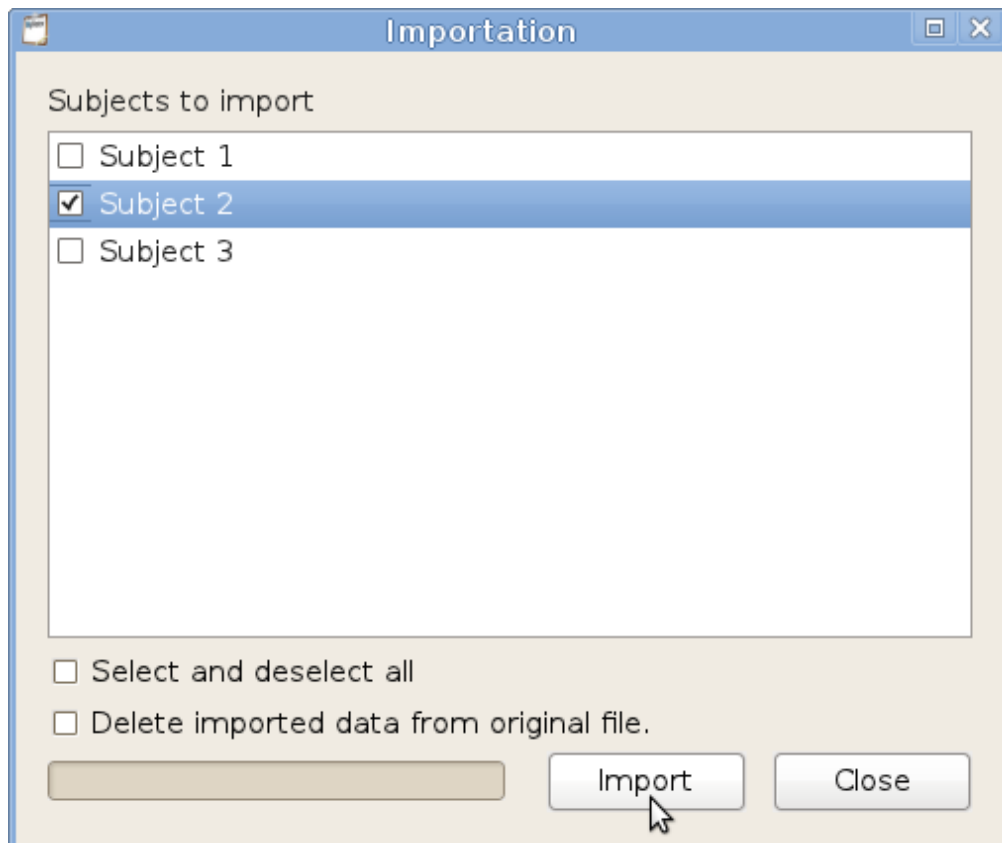 Importation
Subjects to import
Subject 1
Subject 2
Subject 3
Select and deselect all
Delete imported data from original file.
Import Close